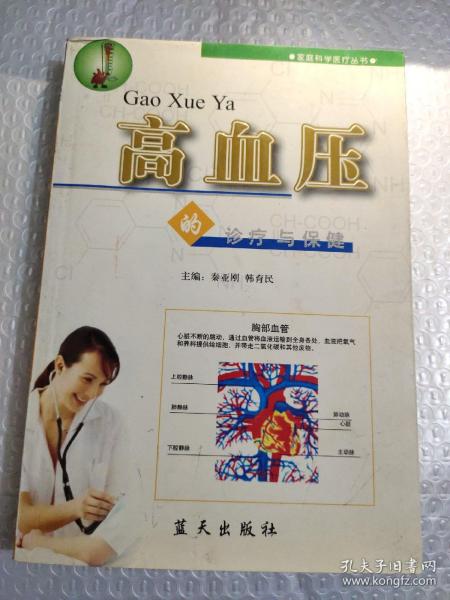 ●家庭科学医疗丛书●
Gao Xue Ya
高血压
的 诊疗与保健
主编：秦亚刚 韩育民
胸部血管
心脏不断的跳动，通过血管将血液运输到全身各处，血液把氧气
和养料提供给细胞，并带走二氧化碳和其他废物。
上腔静脉
肺静脉
肺动脉
心脏
下腔静脉
主动脉
蓝天出版社
孔夫子旧书网
www.kongfz.com